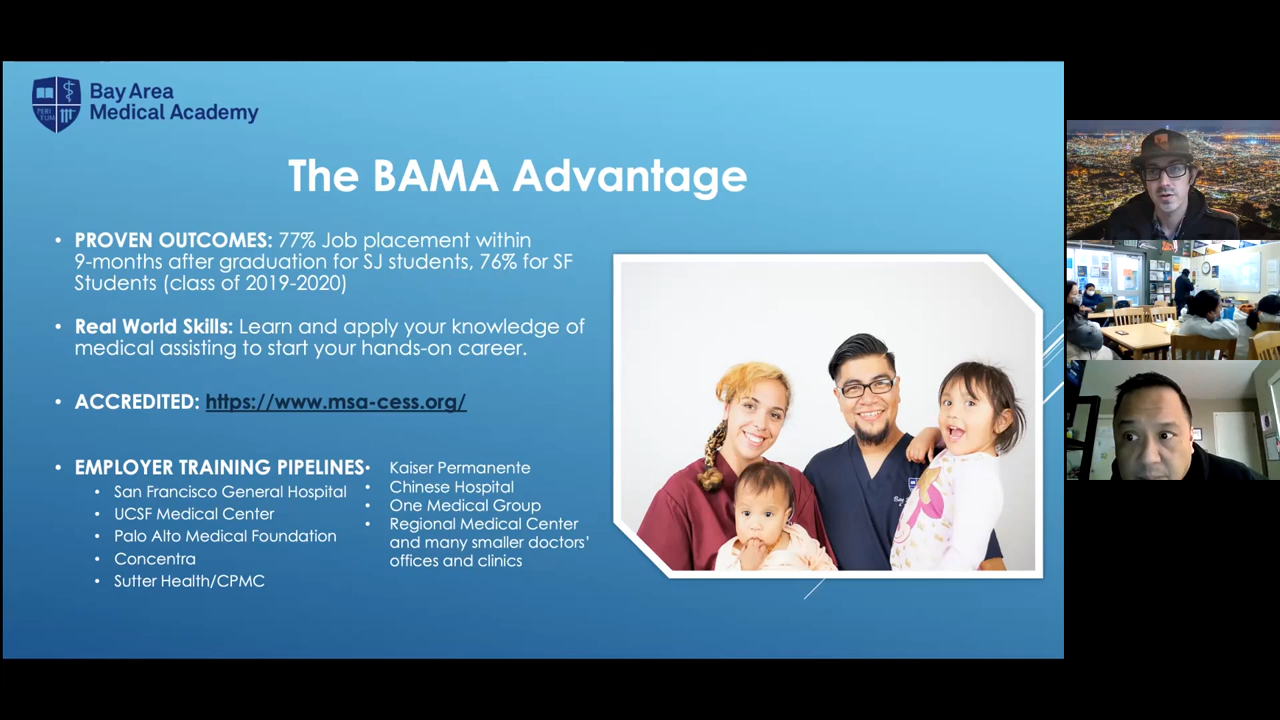 Bay Area
Medical Academy
PERI
TUM
The BAMA Advantage
• PROVEN OUTCOMES: 77% Job placement within
9-months after graduation for SJ students, 76% for SF
Students (class of 2019-2020)
• Real World Skills: Learn and apply your knowledge of
medical assisting to start your hands-on career.
• ACCREDITED: https://www.msa-cess.org/
• EMPLOYER TRAINING PIPELINES
• San Francisco General Hospital
• UCSF Medical Center
• Palo Alto Medical Foundation
• Concentra
• Sutter Health/CPMC
• Kaiser Permanente
• Chinese Hospital
• One Medical Group
• Regional Medical Center
and many smaller doctors’
offices and clinics